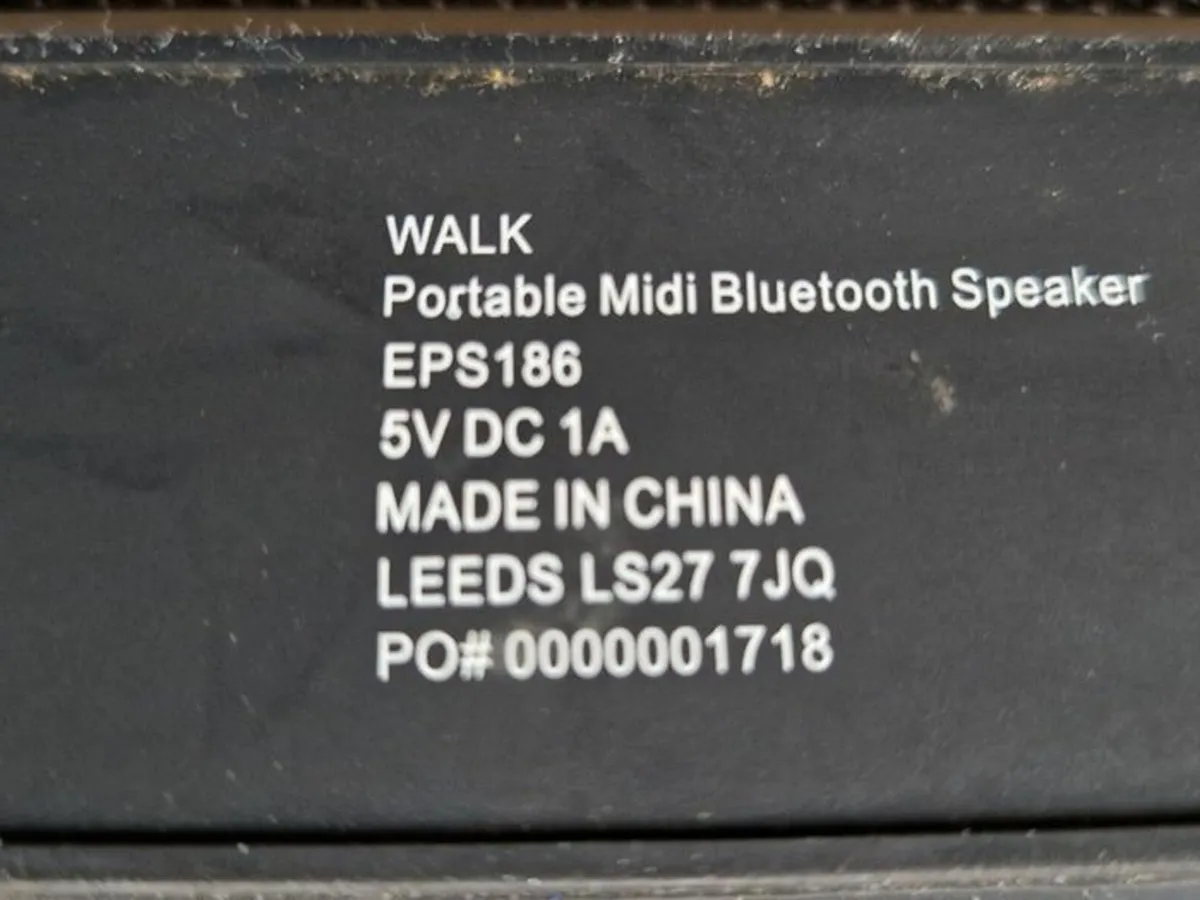 WALK
Portable Midi Bluetooth Speaker
EPS186
5V DC 1A
MADE IN CHINA
LEEDS LS27 7JQ
PO# 0000001718